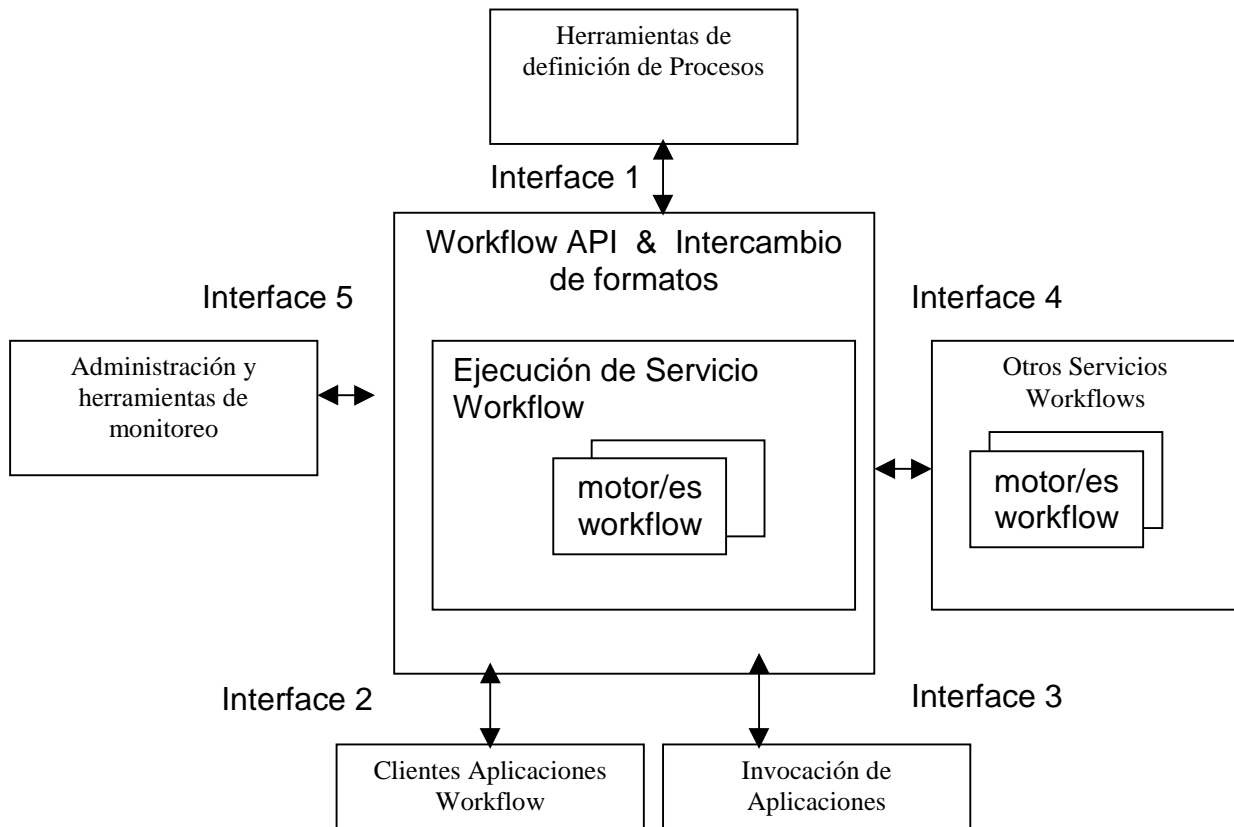 Herramientas de
definición de Procesos
Interface 1
Workflow API & Intercambio
de formatos
Interface 5
Interface 4
Administración y
herramientas de
monitoreo
Ejecución de Servicio
Workflow
motor/es
workflow
Otros Servicios
Workflows
motor/es
workflow
Interface 2
Interface 3
Clientes Aplicaciones
Workflow
Invocación de
Aplicaciones